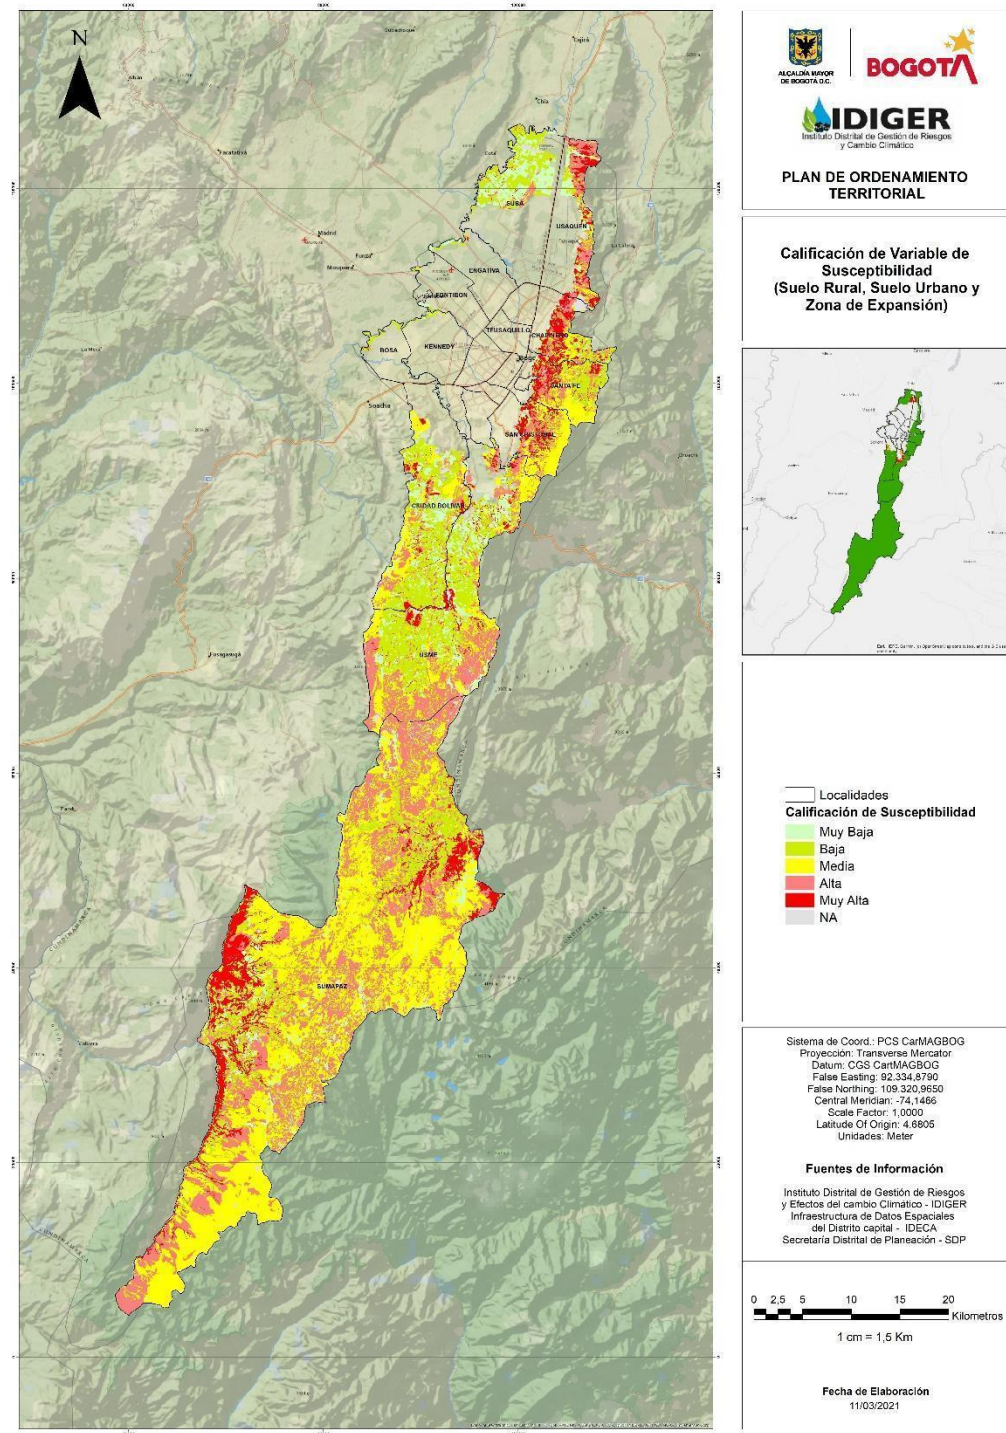 N
Cajicá
Chía
Cota
Facatativá
Madrid
Funza
Mosquera
La Calera
Soacha
Fusagasugá
Cabrera
SUBA
USAQUEN
ENGATIVA
FONTIBON
TEUSAQUILLO
CHAPINERO
BOSA
KENNEDY
SANTA FE
CIUDAD BOLIVAR
USME
SUMAPAZ
CUNDINAMARCA
ALCALDÍA MAYOR
DE BOGOTÁ D.C.
BOGOTÁ
IDIGER
Instituto Distrital de Gestión de Riesgos
y Cambio Climático
PLAN DE ORDENAMIENTO
TERRITORIAL
Calificación de Variable de
Susceptibilidad
(Suelo Rural, Suelo Urbano y
Zona de Expansión)
Localidades
Calificación de Susceptibilidad
Muy Baja
Baja
Media
Alta
Muy Alta
NA
Sistema de Coord.: PCS CarMAGBOG
Proyección: Transverse Mercator
Datum: CGS CartMAGBOG
False Easting: 92.334,8790
False Northing: 109.320,9650
Central Meridian: -74,1466
Scale Factor: 1,0000
Latitude Of Origin: 4.6805
Unidades: Meter
Fuentes de Información
Instituto Distrital de Gestión de Riesgos
y Efectos del cambio Climático - IDIGER
Infraestructura de Datos Espaciales
del Distrito capital - IDECA
Secretaría Distrital de Planeación - SDP
0 2,5 5 10 15 20
Kilometros
1 cm = 1,5 Km
Fecha de Elaboración
11/03/2021